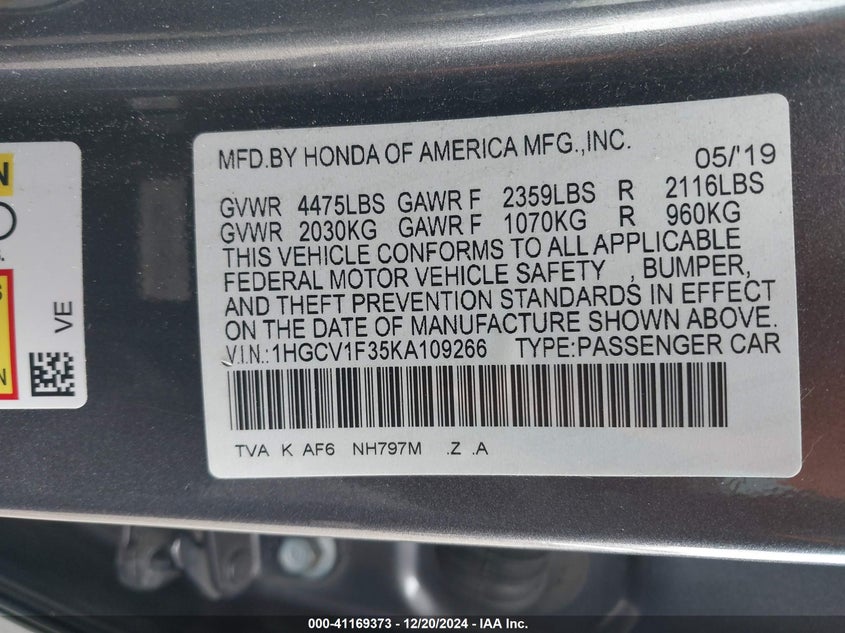 MFD.BY HONDA OF AMERICA MFG.,INC. 05/'19
GVWR 4475LBS GAWR F 2359LBS R 2116LBS
GVWR 2030KG GAWR F 1070KG R 960KG
THIS VEHICLE CONFORMS TO ALL APPLICABLE
FEDERAL MOTOR VEHICLE SAFETY , BUMPER,
AND THEFT PREVENTION STANDARDS IN EFFECT
ON THE DATE OF MANUFACTURE SHOWN ABOVE.
V.I.N.:1HGCV1F35KA109266 TYPE:PASSENGER CAR
TVA K AF6 NH797M .Z .A
VE
000-41169373 - 12/20/2024 - IAA Inc.